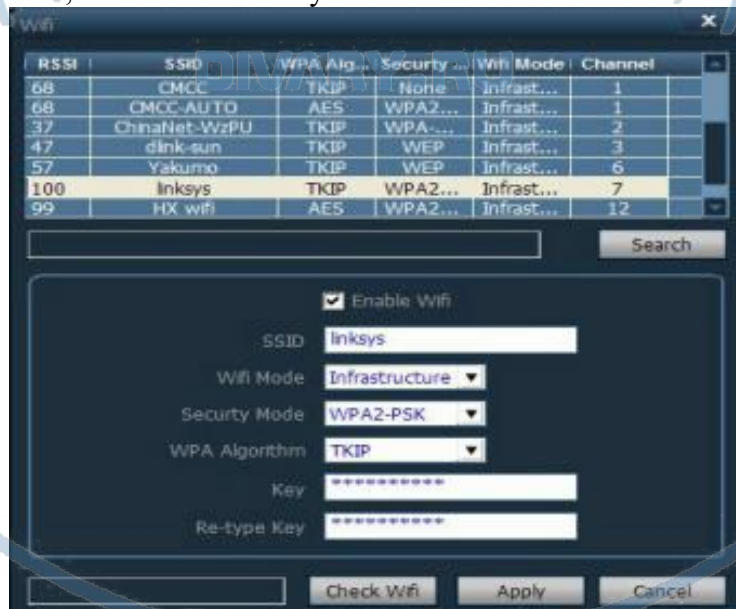 Wifi
RSSI SSID WPA Alg... Securty ... Wifi Mode Channel
68 CMCC TKIP None Infrast... 1
68 CMCC-AUTO AES WPA2... Infrast... 1
37 ChinaNet-WzPU TKIP WPA-... Infrast... 2
47 dlink-sun TKIP WEP Infrast... 3
57 Yakumo TKIP WEP Infrast... 6
100 linksys TKIP WPA2... Infrast... 7
99 HX wifi AES WPA2... Infrast... 12
Search
Enable Wifi
SSID linksys
Wifi Mode Infrastructure
Securty Mode WPA2-PSK
WPA Algorithm TKIP
Key **********
Re-type Key **********
Check Wifi Apply Cancel
DIVARY.RU